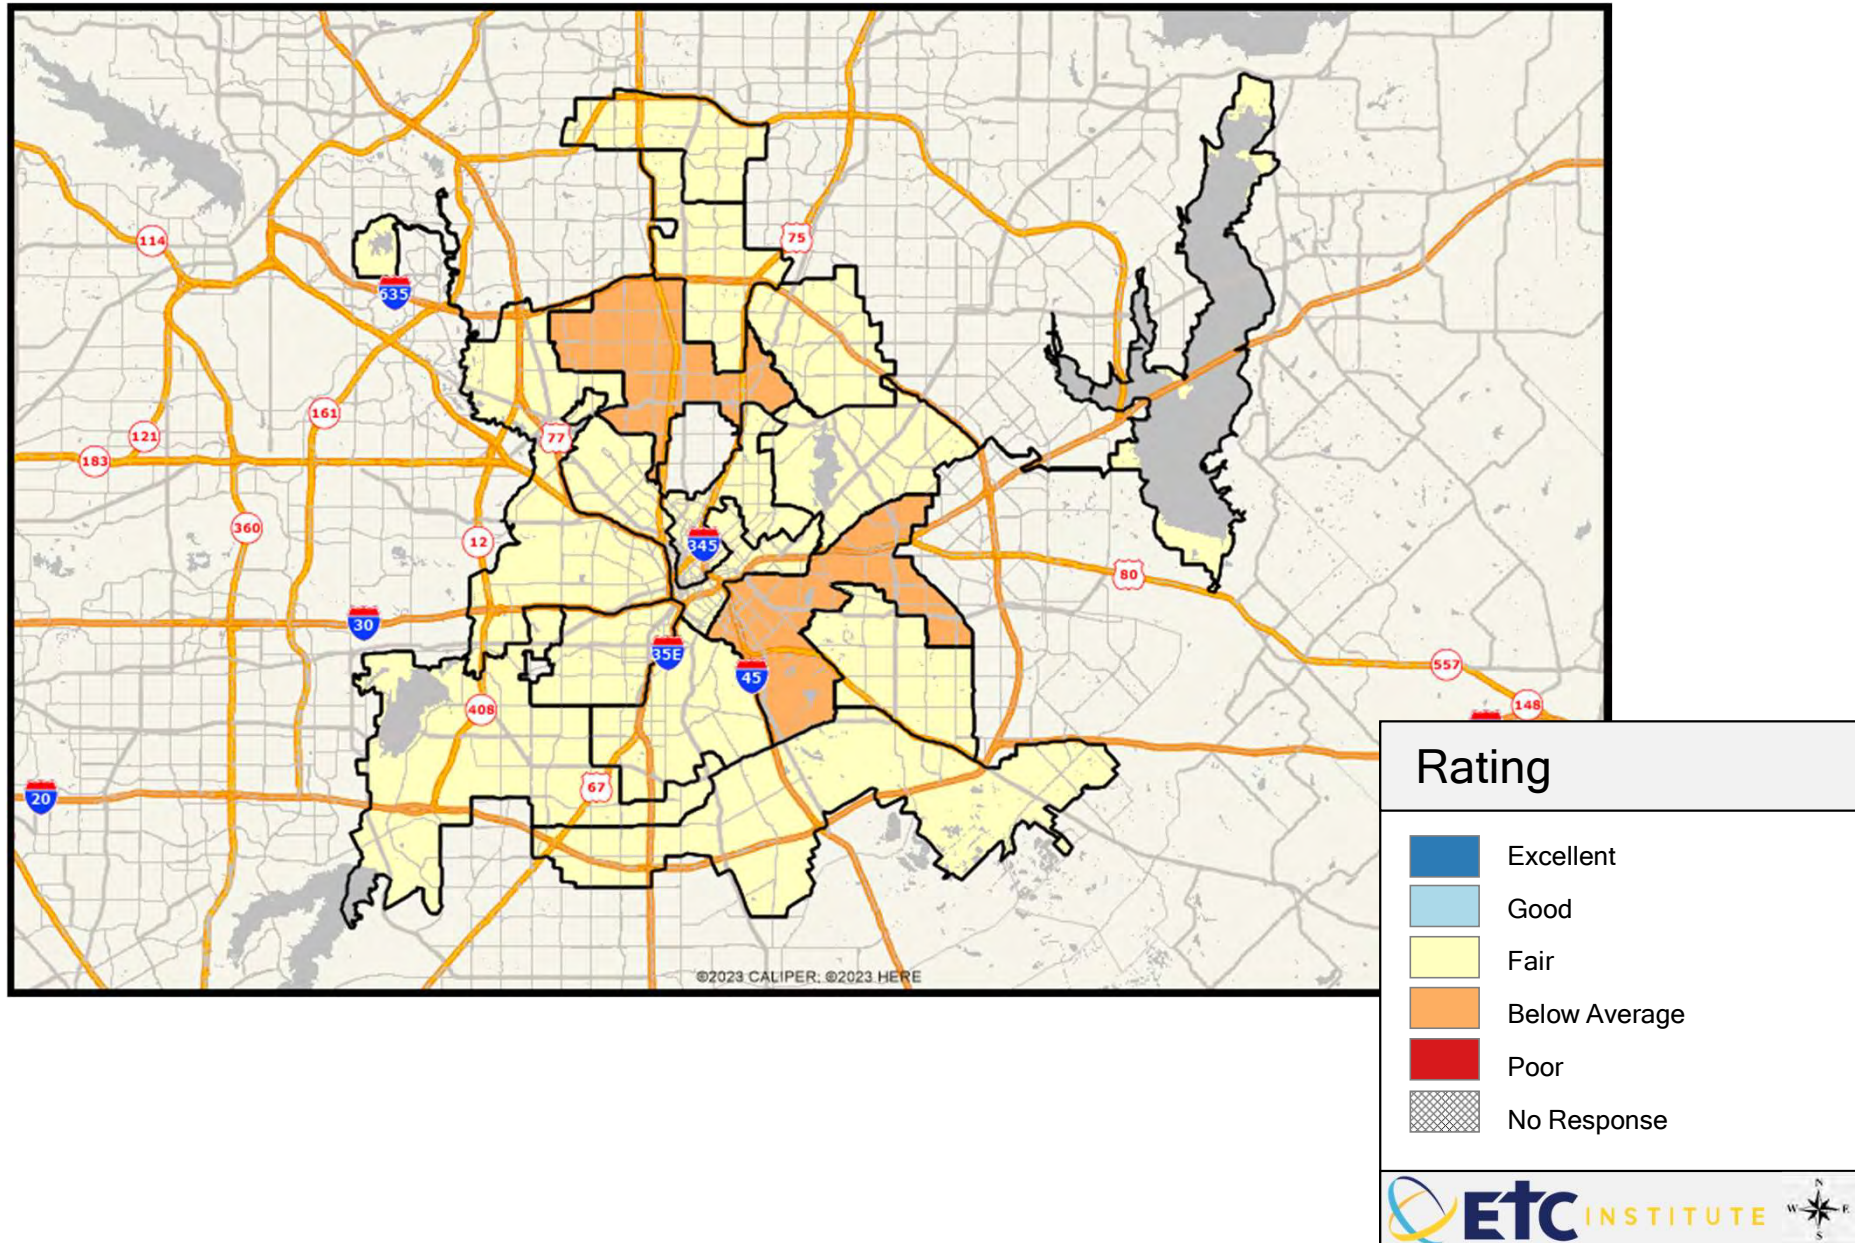 114
75
635
161
121
77
183
360
12
345
80
30
35E
45
557
408
148
67
20
©2023 CALIPER; ©2023 HERE
Rating
Excellent
Good
Fair
Below Average
Poor
No Response
ETC INSTITUTE
N
W E
S